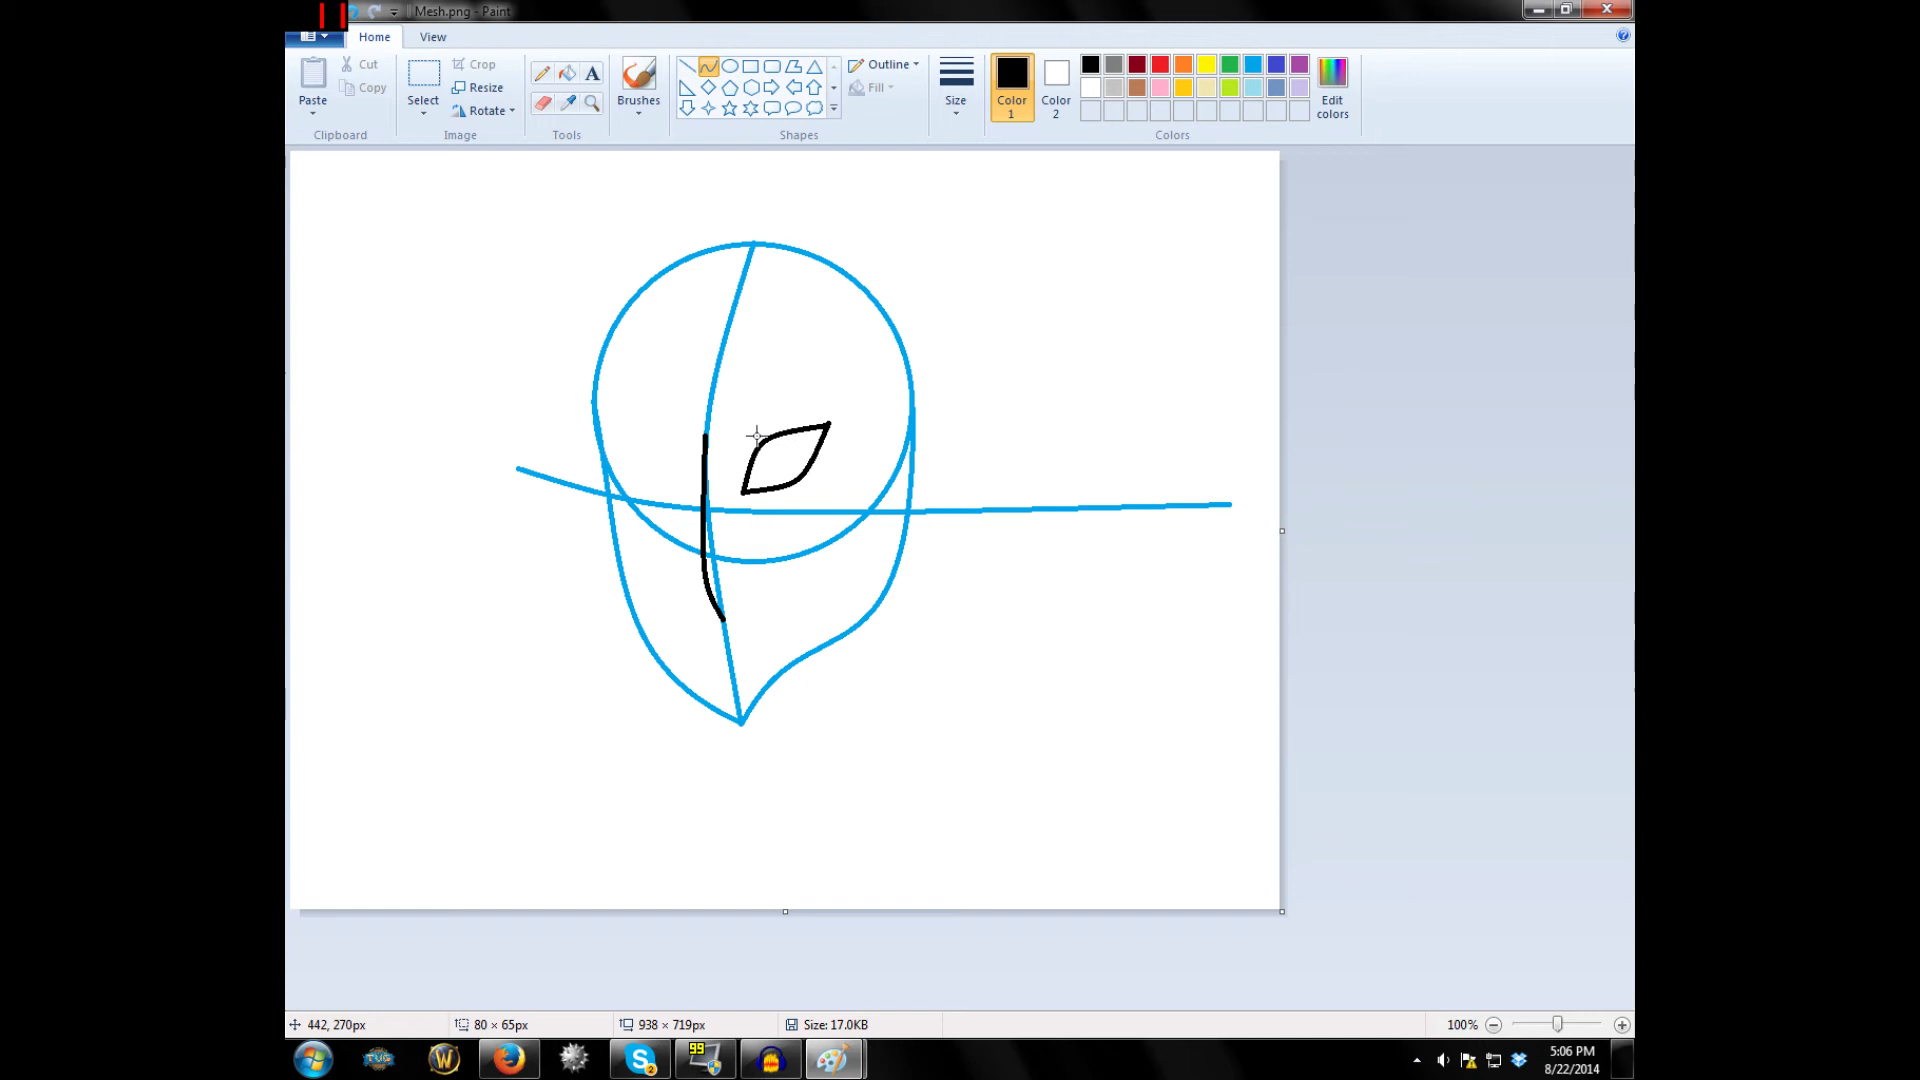 Mesh.png - Paint
Home View
Paste
Cut
Copy
Clipboard
Select
Crop
Resize
Rotate
Image
A
Tools
Brushes
Outline
Fill
Shapes
Size
Color 1
Color 2
Edit colors
Colors
442, 270px
80 × 65px
938 × 719px
Size: 17.0KB
100%
W
S
2
99
5:06 PM
8/22/2014